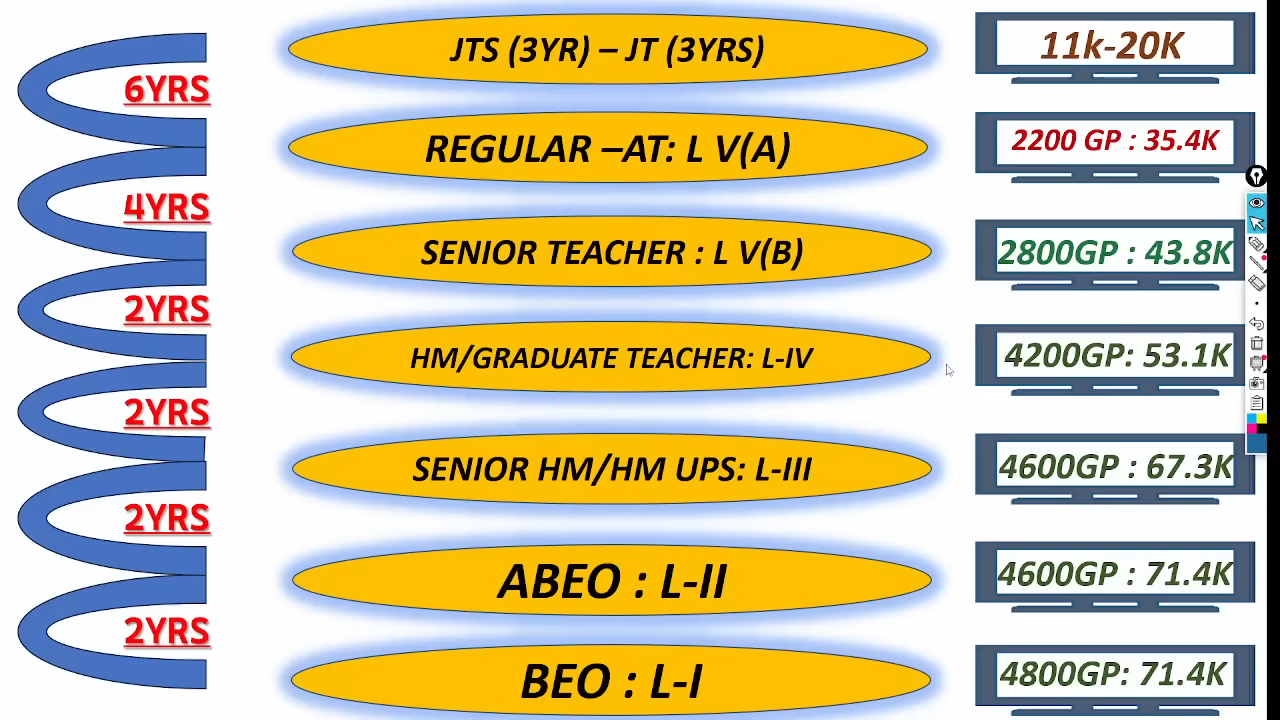 JTS (3YR) – JT (3YRS)
11k-20K
6YRS
REGULAR –AT: L V(A)
2200 GP : 35.4K
4YRS
SENIOR TEACHER : L V(B)
2800GP : 43.8K
2YRS
HM/GRADUATE TEACHER: L-IV
4200GP: 53.1K
2YRS
SENIOR HM/HM UPS: L-III
4600GP : 67.3K
2YRS
ABEO : L-II
4600GP : 71.4K
2YRS
BEO : L-I
4800GP: 71.4K